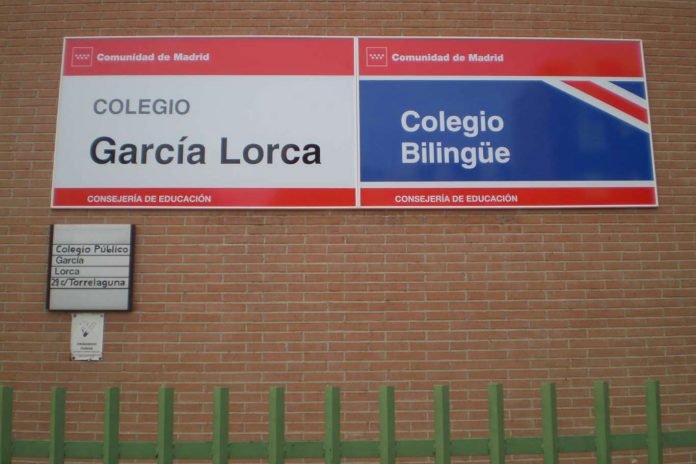 Comunidad de Madrid
COLEGIO
García Lorca
CONSEJERÍA DE EDUCACIÓN
Comunidad de Madrid
Colegio
Bilingüe
CONSEJERÍA DE EDUCACIÓN
Colegio Público
García
Lorca
29 c/Torrelaguna